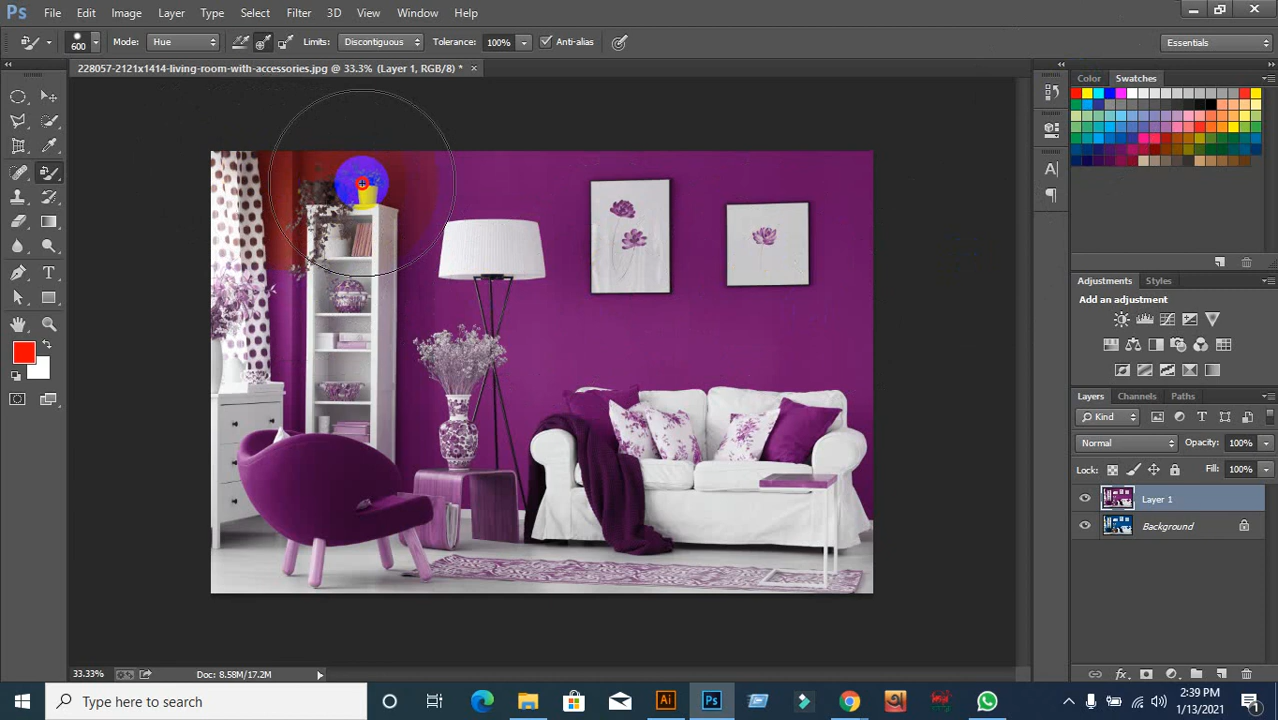 Ps File Edit Image Layer Type Select Filter 3D View Window Help
600 Mode: Hue Limits: Discontiguous Tolerance: 100% Anti-alias Essentials
228057-2121x1414-living-room-with-accessories.jpg @ 33.3% (Layer 1, RGB/8) *
Color Swatches
Adjustments Styles
Add an adjustment
Layers Channels Paths
Kind
Normal Opacity: 100%
Lock: Fill: 100%
Layer 1
Background
33.33% Doc: 8.58M/17.2M
Type here to search
Ai Ps
2:39 PM
1/13/2021